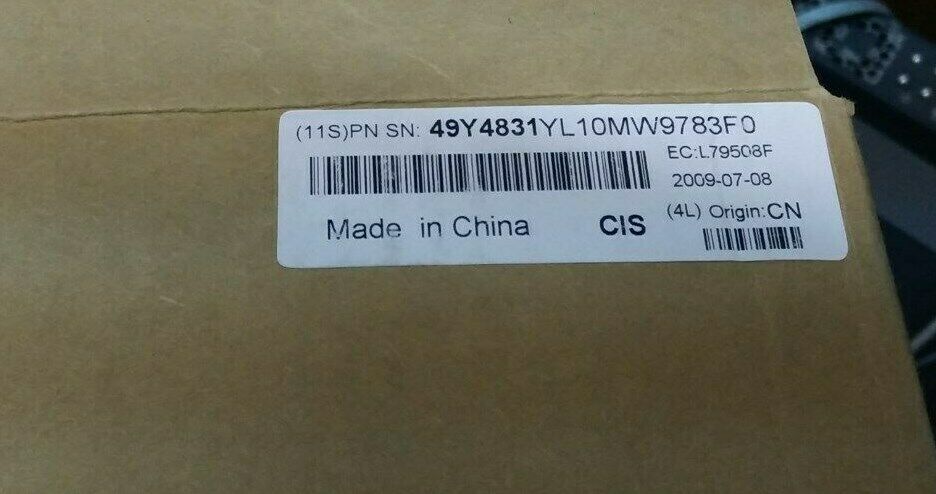 (11S)PN SN: 49Y4831YL10MW9783F0
EC:L79508F
2009-07-08
Made in China CIS (4L) Origin:CN